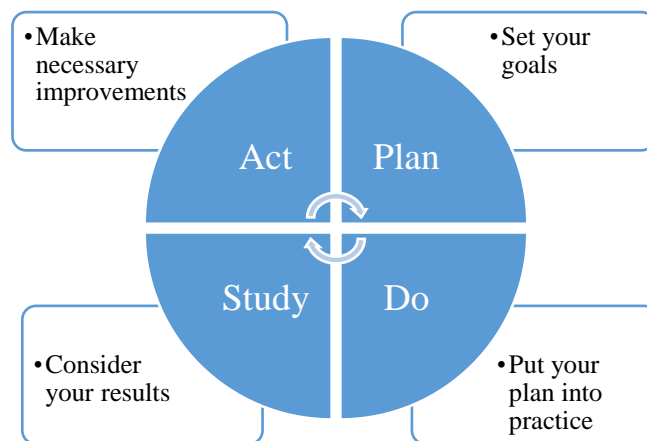 •Make
necessary
improvements
•Set your
goals
Act
Plan
Study
Do
•Consider
your results
•Put your
plan into
practice